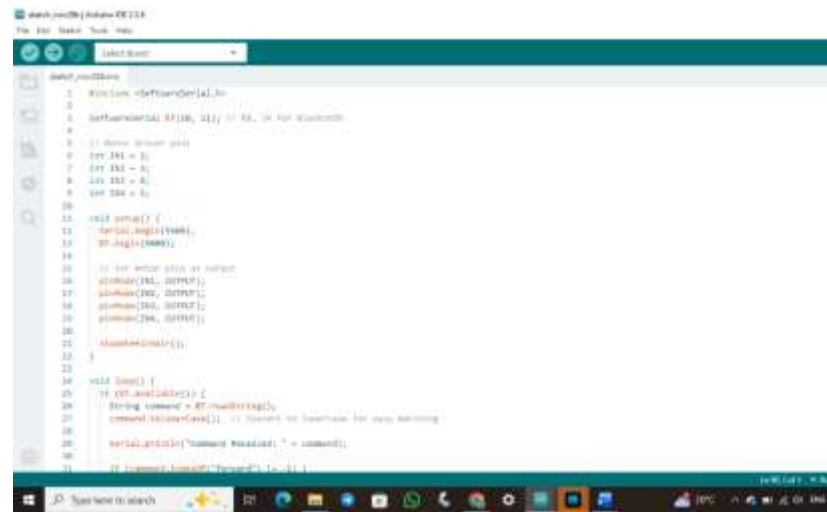 sketch_nov28b | Arduino IDE 2.3.6
File Edit Sketch Tools Help
Select Board
1 #include <SoftwareSerial.h>
2
3 SoftwareSerial BT(10, 11); // RX, TX for Bluetooth
4
5 // Motor driver pins
6 int IN1 = 2;
7 int IN2 = 3;
8 int IN3 = 4;
9 int IN4 = 5;
10
11 void setup() {
12 Serial.begin(9600);
13 BT.begin(9600);
14
15 // Set motor pins as output
16 pinMode(IN1, OUTPUT);
17 pinMode(IN2, OUTPUT);
18 pinMode(IN3, OUTPUT);
19 pinMode(IN4, OUTPUT);
20
21 stopWheelchair();
22 }
23
24 void loop() {
25 if (BT.available()) {
26 String command = BT.readString();
27 command.toLowerCase(); // Convert to lowercase for easy matching
28
29 Serial.println("Command Received: " + command);
30
31 if (command.indexOf("forward") != -1) {
Type here to search
20°C
ENG